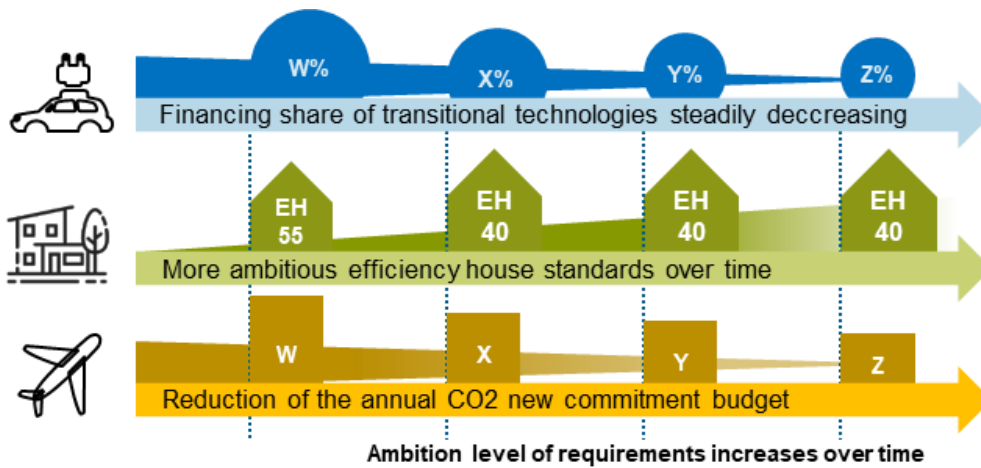 W%
X%
Y%
Z%
Financing share of transitional technologies steadily deccreasing
EH
55
EH
40
EH
40
EH
40
More ambitious efficiency house standards over time
W
X
Y
Z
Reduction of the annual CO2 new commitment budget
Ambition level of requirements increases over time